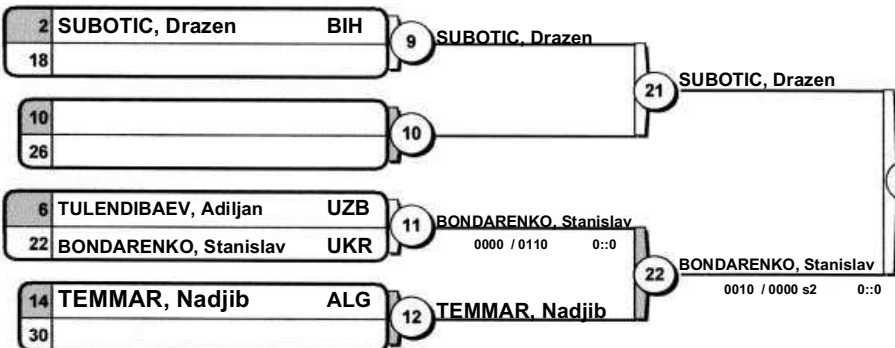 2 SUBOTIC, Drazen BIH
18
9 SUBOTIC, Drazen
21 SUBOTIC, Drazen
10
26
10
6 TULENDIBAEV, Adiljan UZB
22 BONDARENKO, Stanislav UKR
11 BONDARENKO, Stanislav
0000 / 0110 0::0
22 BONDARENKO, Stanislav
0010 / 0000 s2 0::0
14 TEMMAR, Nadjib ALG
30
12 TEMMAR, Nadjib